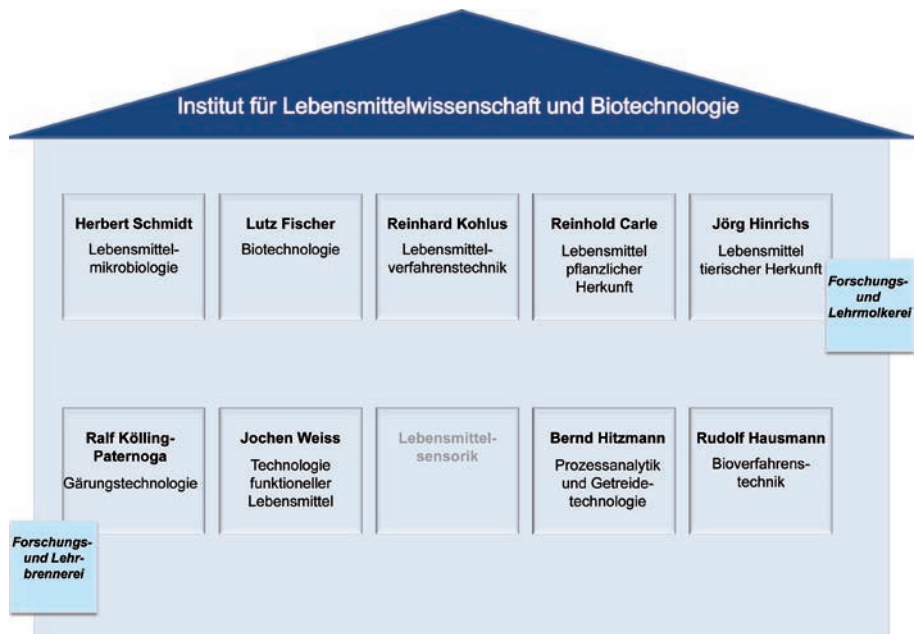 Institut für Lebensmittelwissenschaft und Biotechnologie
Herbert Schmidt
Lebensmittel-
mikrobiologie
Lutz Fischer
Biotechnologie
Reinhard Kohlus
Lebensmittel-
verfahrenstechnik
Reinhold Carle
Lebensmittel
pflanzlicher
Herkunft
Jörg Hinrichs
Lebensmittel
tierischer Herkunft
Forschungs-
und
Lehrmolkerei
Ralf Kölling-
Paternoga
Gärungstechnologie
Jochen Weiss
Technologie
funktioneller
Lebensmittel
Lebensmittel-
sensorik
Bernd Hitzmann
Prozessanalytik
und Getreide-
technologie
Rudolf Hausmann
Bioverfahrens-
technik
Forschungs-
und Lehr-
brennerei